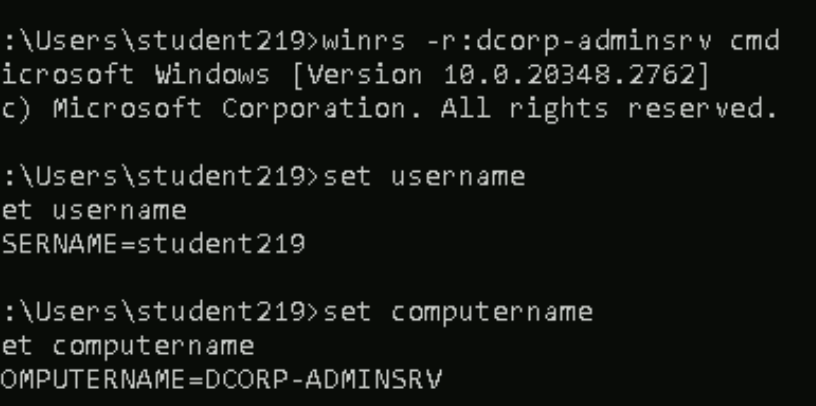 :\Users\student219>winrs -r:dcorp-adminsrv cmd
icrosoft Windows [Version 10.0.20348.2762]
c) Microsoft Corporation. All rights reserved.
:\Users\student219>set username
et username
SERNAME=student219
:\Users\student219>set computername
et computername
OMPUTERNAME=DCORP-ADMINSRV